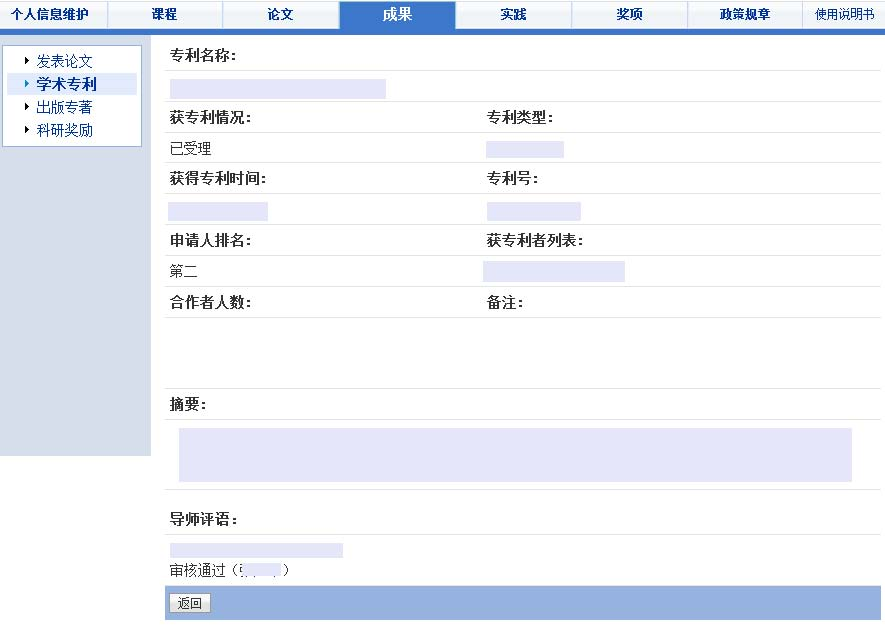 个人信息维护 课程 论文 成果 实践 奖项 政策规章 使用说明书
发表论文
学术专利
出版专著
科研奖励
专利名称：
获专利情况： 专利类型：
已受理
获得专利时间： 专利号：
申请人排名： 获专利者列表：
第二
合作者人数： 备注：
摘要：
导师评语：
审核通过（ ）
返回